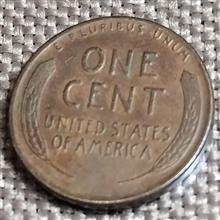 E PLURIBUS UNUM
ONE
CENT
UNITED STATES
OF AMERICA